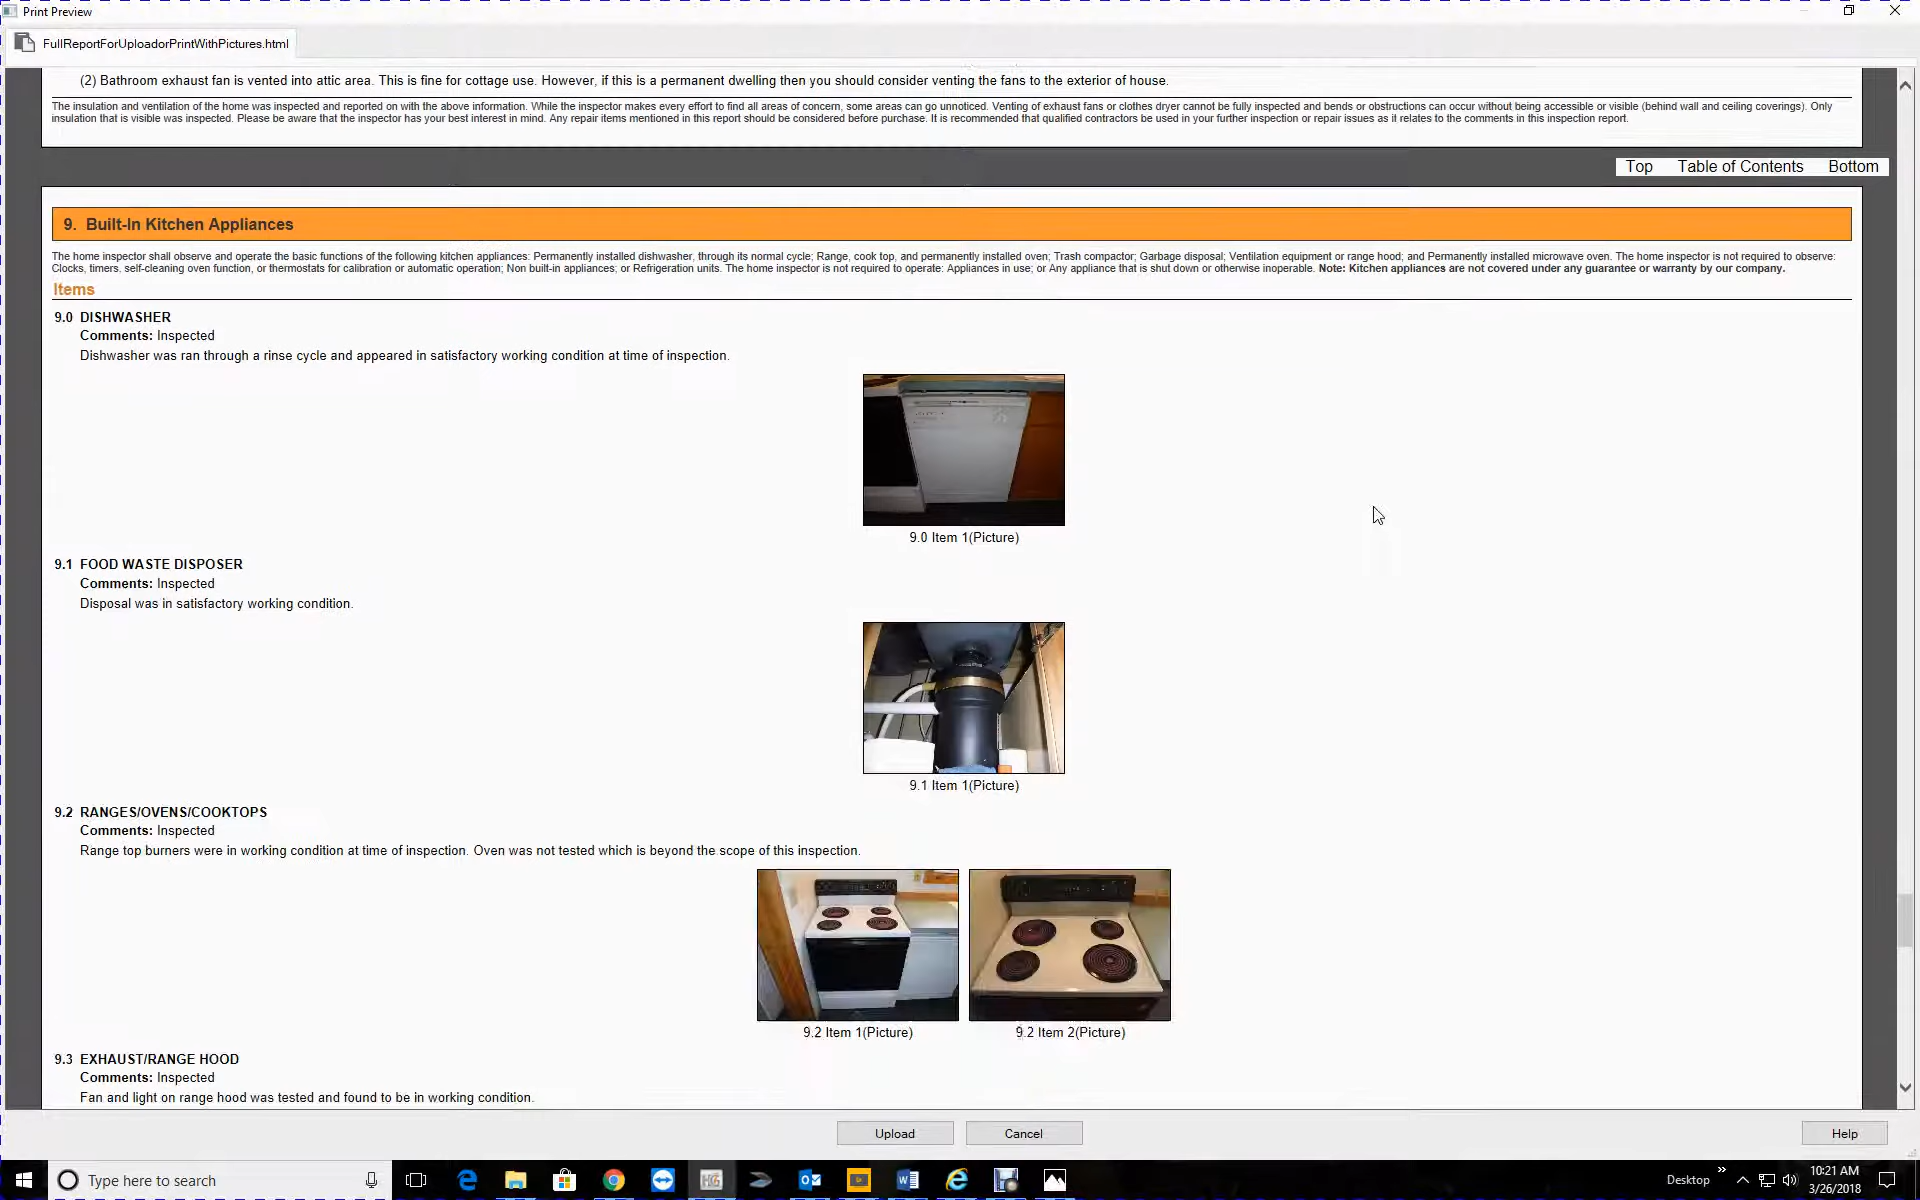 Print Preview
FullReportForUploadorPrintWithPictures.html
(2) Bathroom exhaust fan is vented into attic area. This is fine for cottage use. However, if this is a permanent dwelling then you should consider venting the fans to the exterior of house.
The insulation and ventilation of the home was inspected and reported on with the above information. While the inspector makes every effort to find all areas of concern, some areas can go unnoticed. Venting of exhaust fans or clothes dryer cannot be fully inspected and bends or obstructions can occur without being accessible or visible (behind wall and ceiling coverings). Only
insulation that is visible was inspected. Please be aware that the inspector has your best interest in mind. Any repair items mentioned in this report should be considered before purchase. It is recommended that qualified contractors be used in your further inspection or repair issues as it relates to the comments in this inspection report.
Top Table of Contents Bottom
9. Built-In Kitchen Appliances
The home inspector shall observe and operate the basic functions of the following kitchen appliances: Permanently installed dishwasher, through its normal cycle; Range, cook top, and permanently installed oven; Trash compactor; Garbage disposal; Ventilation equipment or range hood; and Permanently installed microwave oven. The home inspector is not required to observe:
Clocks, timers, self-cleaning oven function, or thermostats for calibration or automatic operation; Non built-in appliances; or Refrigeration units. The home inspector is not required to operate: Appliances in use; or Any appliance that is shut down or otherwise inoperable. Note: Kitchen appliances are not covered under any guarantee or warranty by our company.
Items
9.0 DISHWASHER
Comments: Inspected
Dishwasher was ran through a rinse cycle and appeared in satisfactory working condition at time of inspection.
9.0 Item 1(Picture)
9.1 FOOD WASTE DISPOSER
Comments: Inspected
Disposal was in satisfactory working condition.
9.1 Item 1(Picture)
9.2 RANGES/OVENS/COOKTOPS
Comments: Inspected
Range top burners were in working condition at time of inspection. Oven was not tested which is beyond the scope of this inspection.
9.2 Item 1(Picture) 9.2 Item 2(Picture)
9.3 EXHAUST/RANGE HOOD
Comments: Inspected
Fan and light on range hood was tested and found to be in working condition.
Upload Cancel Help
Type here to search
Desktop
10:21 AM
3/26/2018